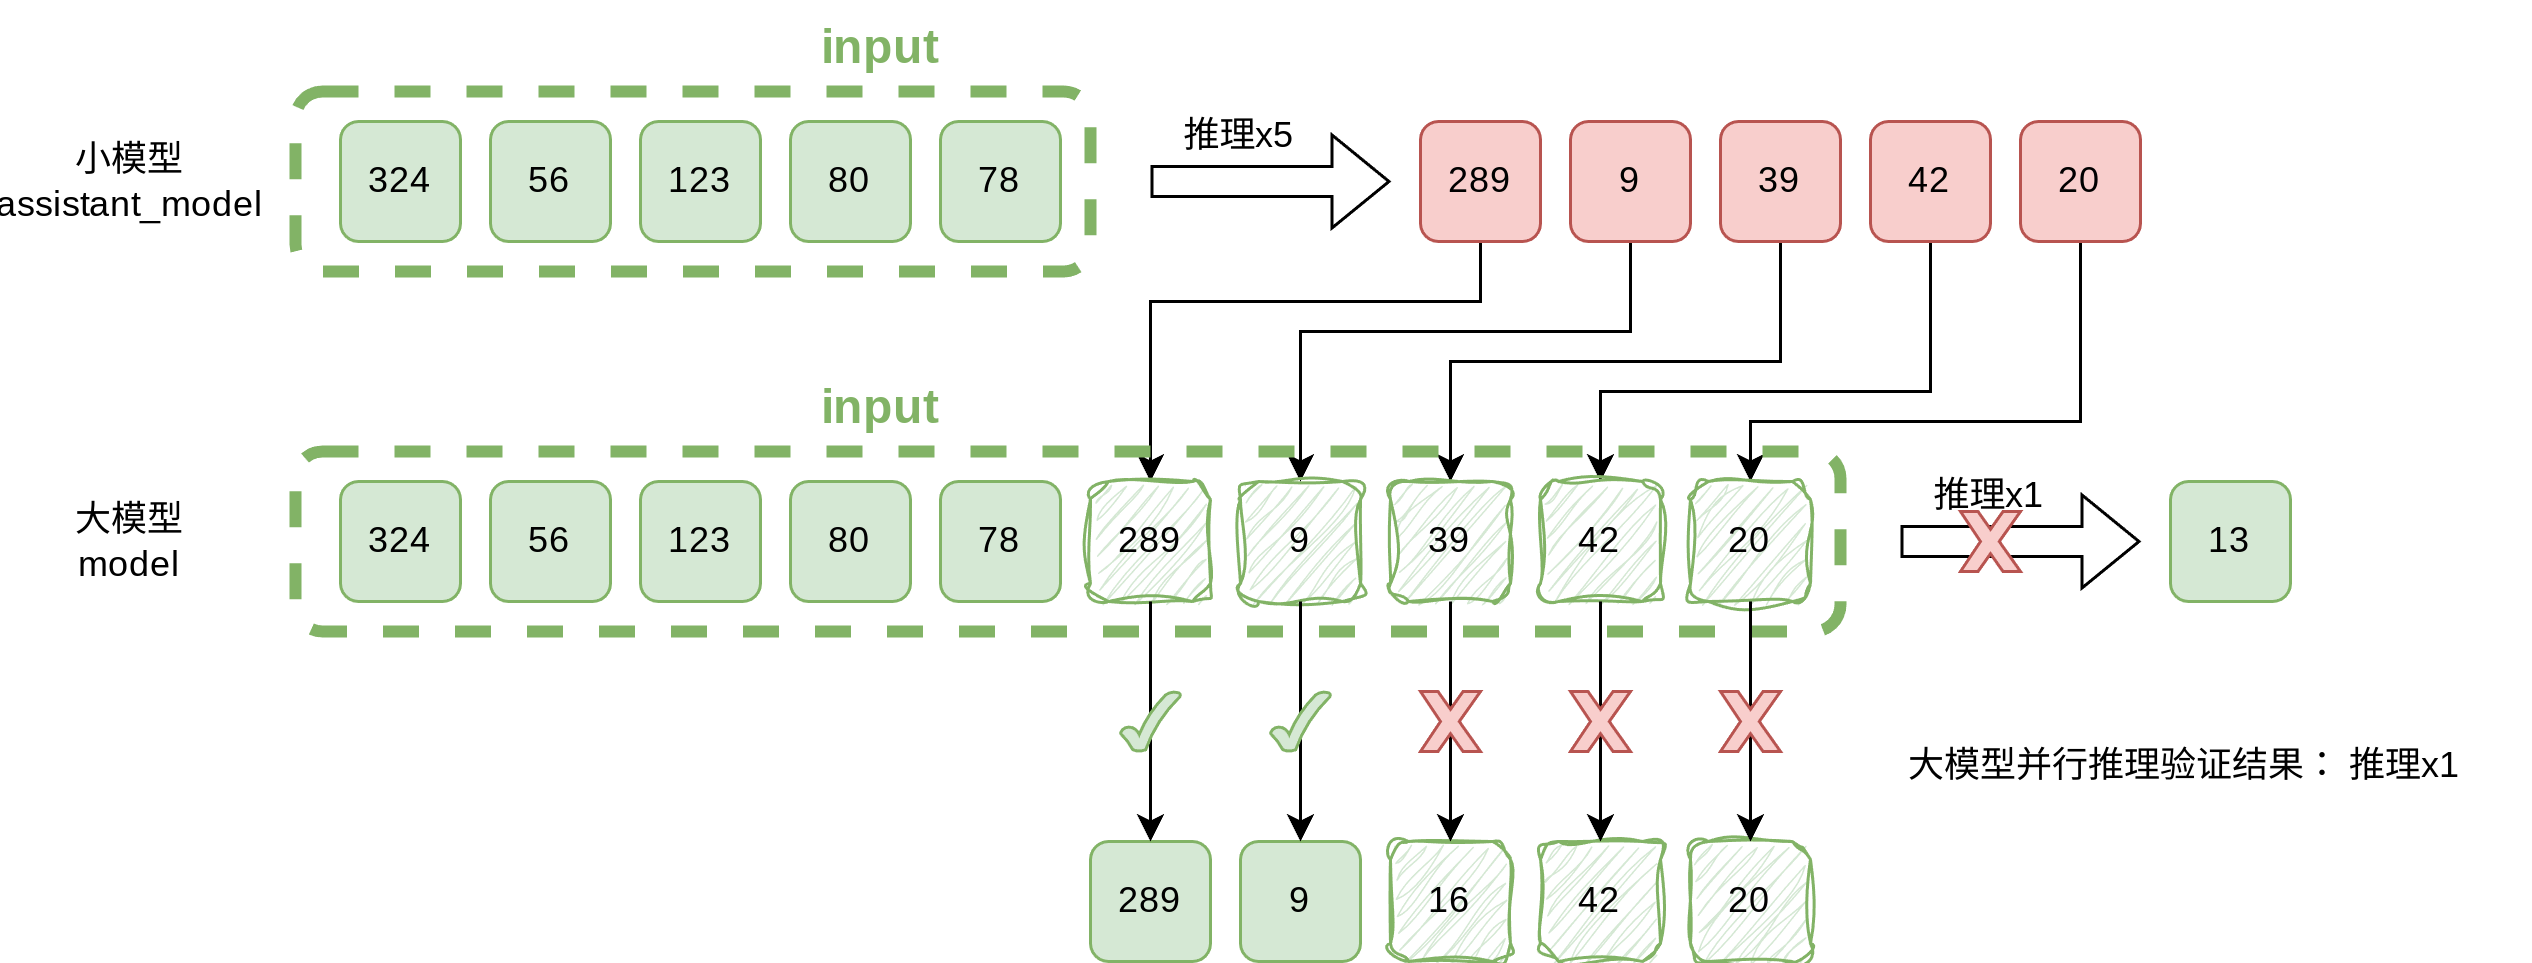 input
小模型
assistant_model
324 56 123 80 78
推理x5
289 9 39 42 20
input
大模型
model
324 56 123 80 78 289 9 39 42 20
推理x1
13
大模型并行推理验证结果： 推理x1
289 9 16 42 20